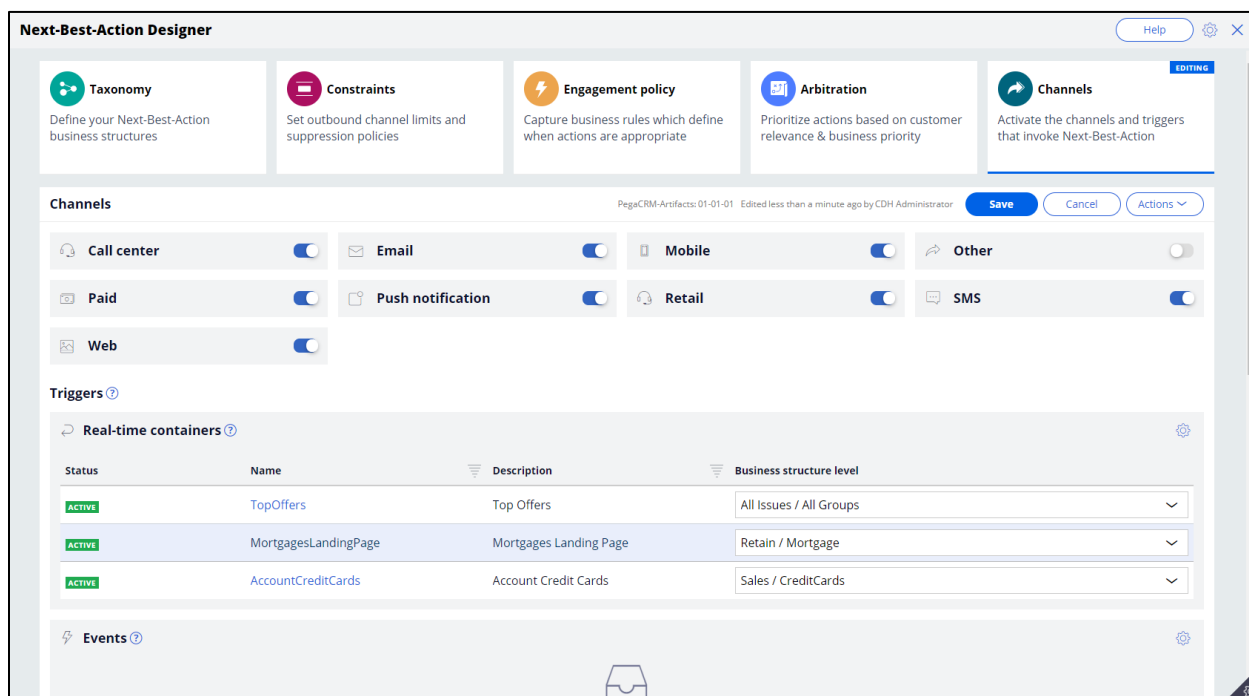 Next-Best-Action Designer
Help
EDITING
Taxonomy
Define your Next-Best-Action
business structures
Constraints
Set outbound channel limits and
suppression policies
Engagement policy
Capture business rules which define
when actions are appropriate
Arbitration
Prioritize actions based on customer
relevance & business priority
Channels
Activate the channels and triggers
that invoke Next-Best-Action
Channels
PegaCRM-Artifacts: 01-01-01 Edited less than a minute ago by CDH Administrator
Save
Cancel
Actions
Call center
Email
Mobile
Other
Paid
Push notification
Retail
SMS
Web
Triggers ?
Real-time containers ?
Status Name Description Business structure level
ACTIVE TopOffers Top Offers All Issues / All Groups
ACTIVE MortgagesLandingPage Mortgages Landing Page Retain / Mortgage
ACTIVE AccountCreditCards Account Credit Cards Sales / CreditCards
Events ?